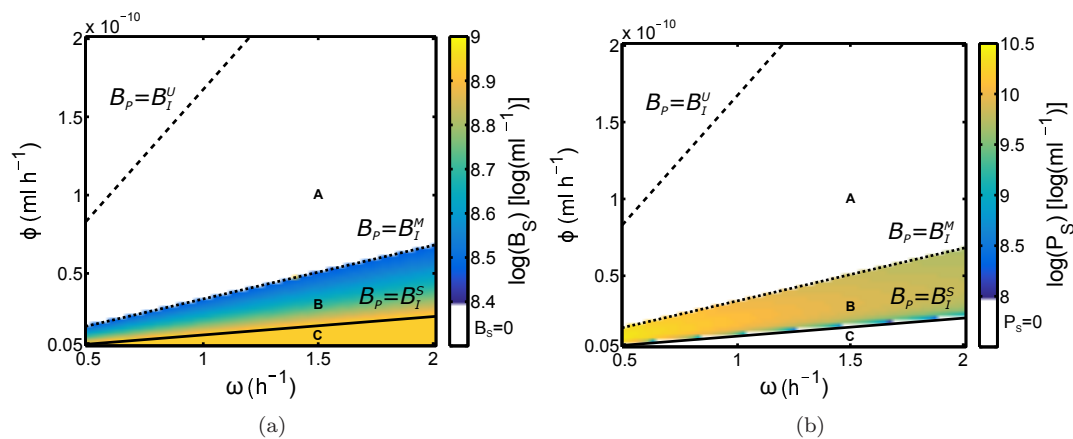 × 10⁻¹⁰
2
1.5
1
0.5
0.05
ϕ (ml h⁻¹)
B_P=B_I^U
A
B_P=B_I^M
B
B_P=B_I^S
C
0.5 1 1.5 2
ω (h⁻¹)
9
8.9
8.8
8.7
8.6
8.5
8.4
B_S=0
log(B_S) [log(ml⁻¹)]
(a)
× 10⁻¹⁰
2
1.5
1
0.5
0.05
ϕ (ml h⁻¹)
B_P=B_I^U
A
B_P=B_I^M
B
B_P=B_I^S
C
0.5 1 1.5 2
ω (h⁻¹)
10.5
10
9.5
9
8.5
8
P_S=0
log(P_S) [log(ml⁻¹)]
(b)